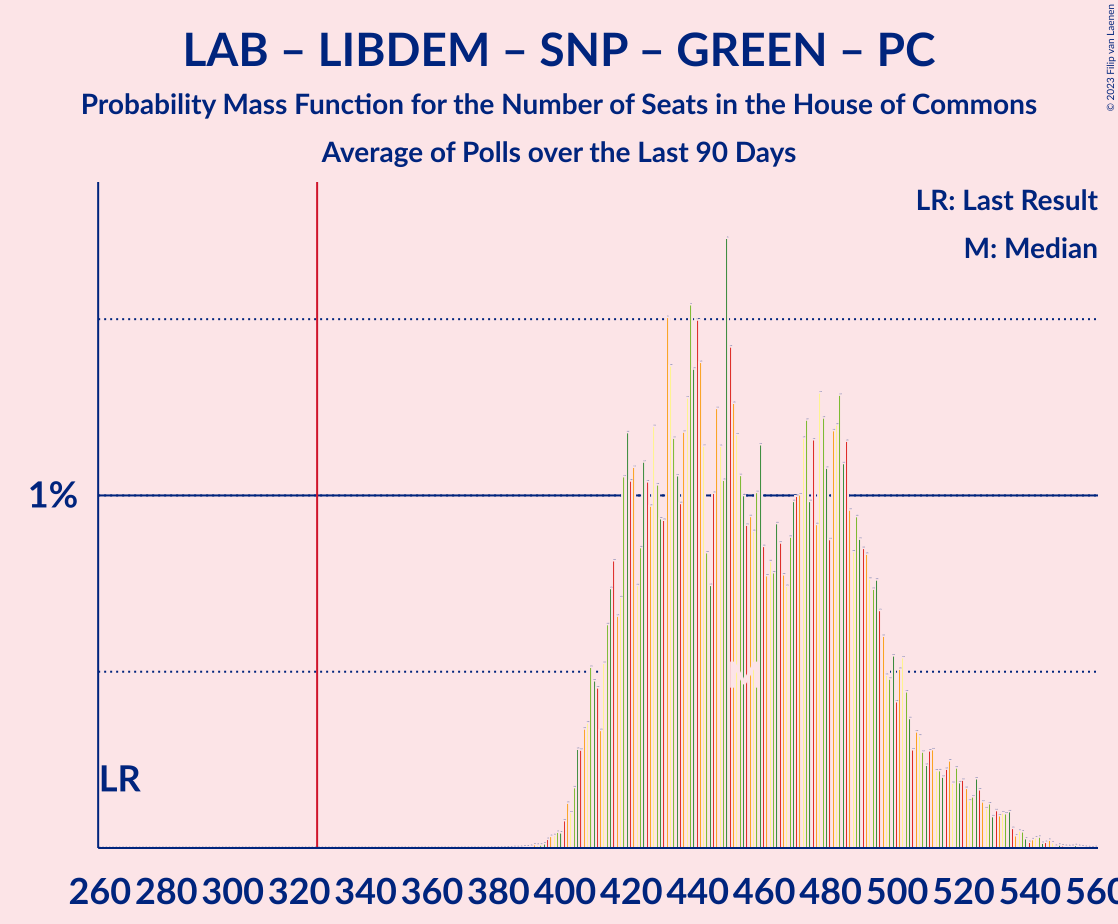 LAB – LIBDEM – SNP – GREEN – PC
Probability Mass Function for the Number of Seats in the House of Commons
Average of Polls over the Last 90 Days
© 2023 Filip van Laenen
LR: Last Result
M: Median
1%
M
LR
260 280 300 320 340 360 380 400 420 440 460 480 500 520 540 560